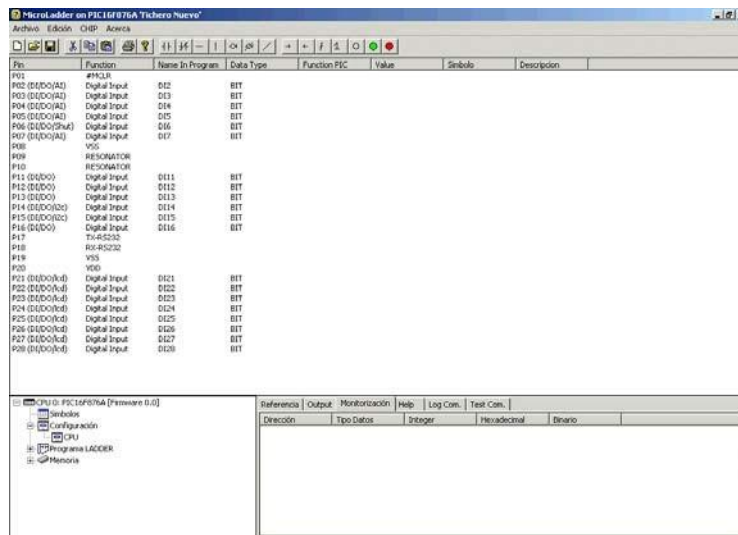 MicroLadder on PIC16F876A 'Fichero Nuevo'
Archivo Edición CHIP Acerca
Pin Function Name In Program Data Type Function PIC Value Simbolo Descripcion
P01 #MCLR
P02 (DI/DO/AI) Digital Input DI2 BIT
P03 (DI/DO/AI) Digital Input DI3 BIT
P04 (DI/DO/AI) Digital Input DI4 BIT
P05 (DI/DO/AI) Digital Input DI5 BIT
P06 (DI/DO/Shut) Digital Input DI6 BIT
P07 (DI/DO/AI) Digital Input DI7 BIT
P08 VSS
P09 RESONATOR
P10 RESONATOR
P11 (DI/DO) Digital Input DI11 BIT
P12 (DI/DO) Digital Input DI12 BIT
P13 (DI/DO) Digital Input DI13 BIT
P14 (DI/DO/i2c) Digital Input DI14 BIT
P15 (DI/DO/i2c) Digital Input DI15 BIT
P16 (DI/DO) Digital Input DI16 BIT
P17 TX-RS232
P18 RX-RS232
P19 VSS
P20 VDD
P21 (DI/DO/lcd) Digital Input DI21 BIT
P22 (DI/DO/lcd) Digital Input DI22 BIT
P23 (DI/DO/lcd) Digital Input DI23 BIT
P24 (DI/DO/lcd) Digital Input DI24 BIT
P25 (DI/DO/lcd) Digital Input DI25 BIT
P26 (DI/DO/lcd) Digital Input DI26 BIT
P27 (DI/DO/lcd) Digital Input DI27 BIT
P28 (DI/DO/lcd) Digital Input DI28 BIT
CPU 0: PIC16F876A [Firmware 0.0]
Simbolos
Configuración
CPU
Programa LADDER
Memoria
Referencia Output Monitorización Help Log Com. Test Com.
Dirección Tipo Datos Integer Hexadecimal Binario